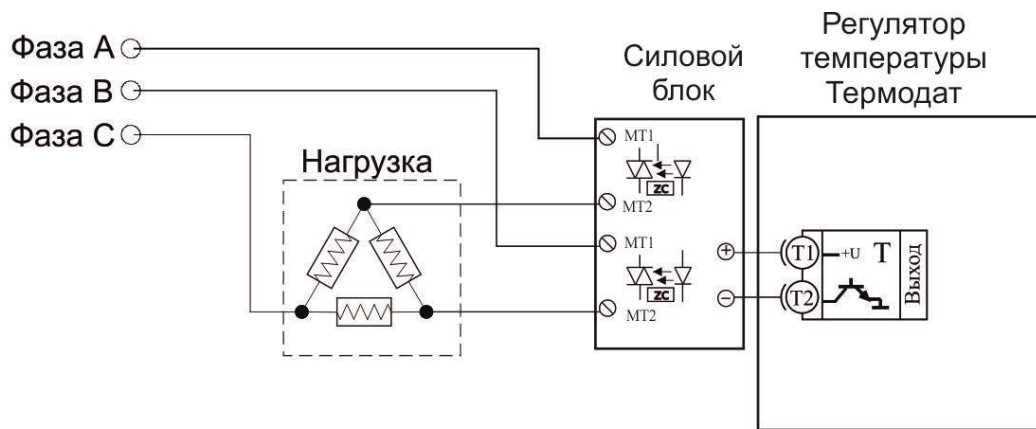 Фаза А
Фаза В
Фаза С
Нагрузка
Силовой
блок
MT1
ZC
MT2
MT1
ZC
MT2
+
−
Регулятор
температуры
Термодат
T1
+U
T
T2
Выход